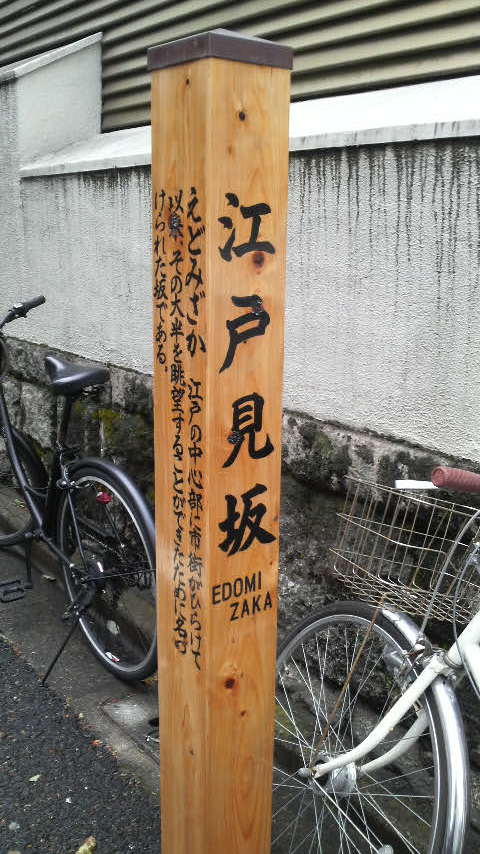 江戸見坂
EDOMI
ZAKA
えどみざか 江戸の中心部に市街がひらけて
以来、その大半を眺望することができたために名づ
けられた坂である。